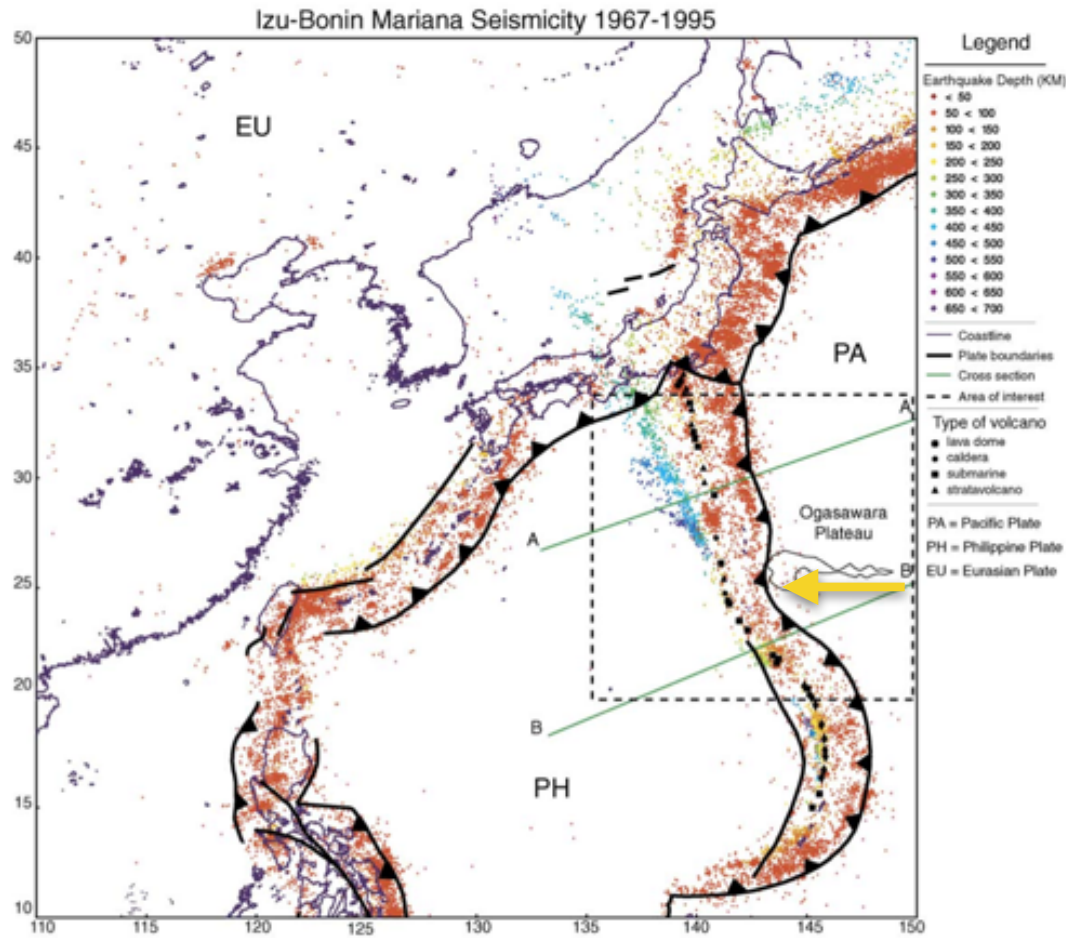 Izu-Bonin Mariana Seismicity 1967-1995
50
45
40
35
30
25
20
15
10
110
115
120
125
130
135
140
145
150
EU
PA
PH
A
A
B
B
Ogasawara
Plateau
Legend
Earthquake Depth (KM)
< 50
50 < 100
100 < 150
150 < 200
200 < 250
250 < 300
300 < 350
350 < 400
400 < 450
450 < 500
500 < 550
550 < 600
600 < 650
650 < 700
Coastline
Plate boundaries
Cross section
Area of interest
Type of volcano
lava dome
caldera
submarine
stratavolcano
PA = Pacific Plate
PH = Philippine Plate
EU = Eurasian Plate